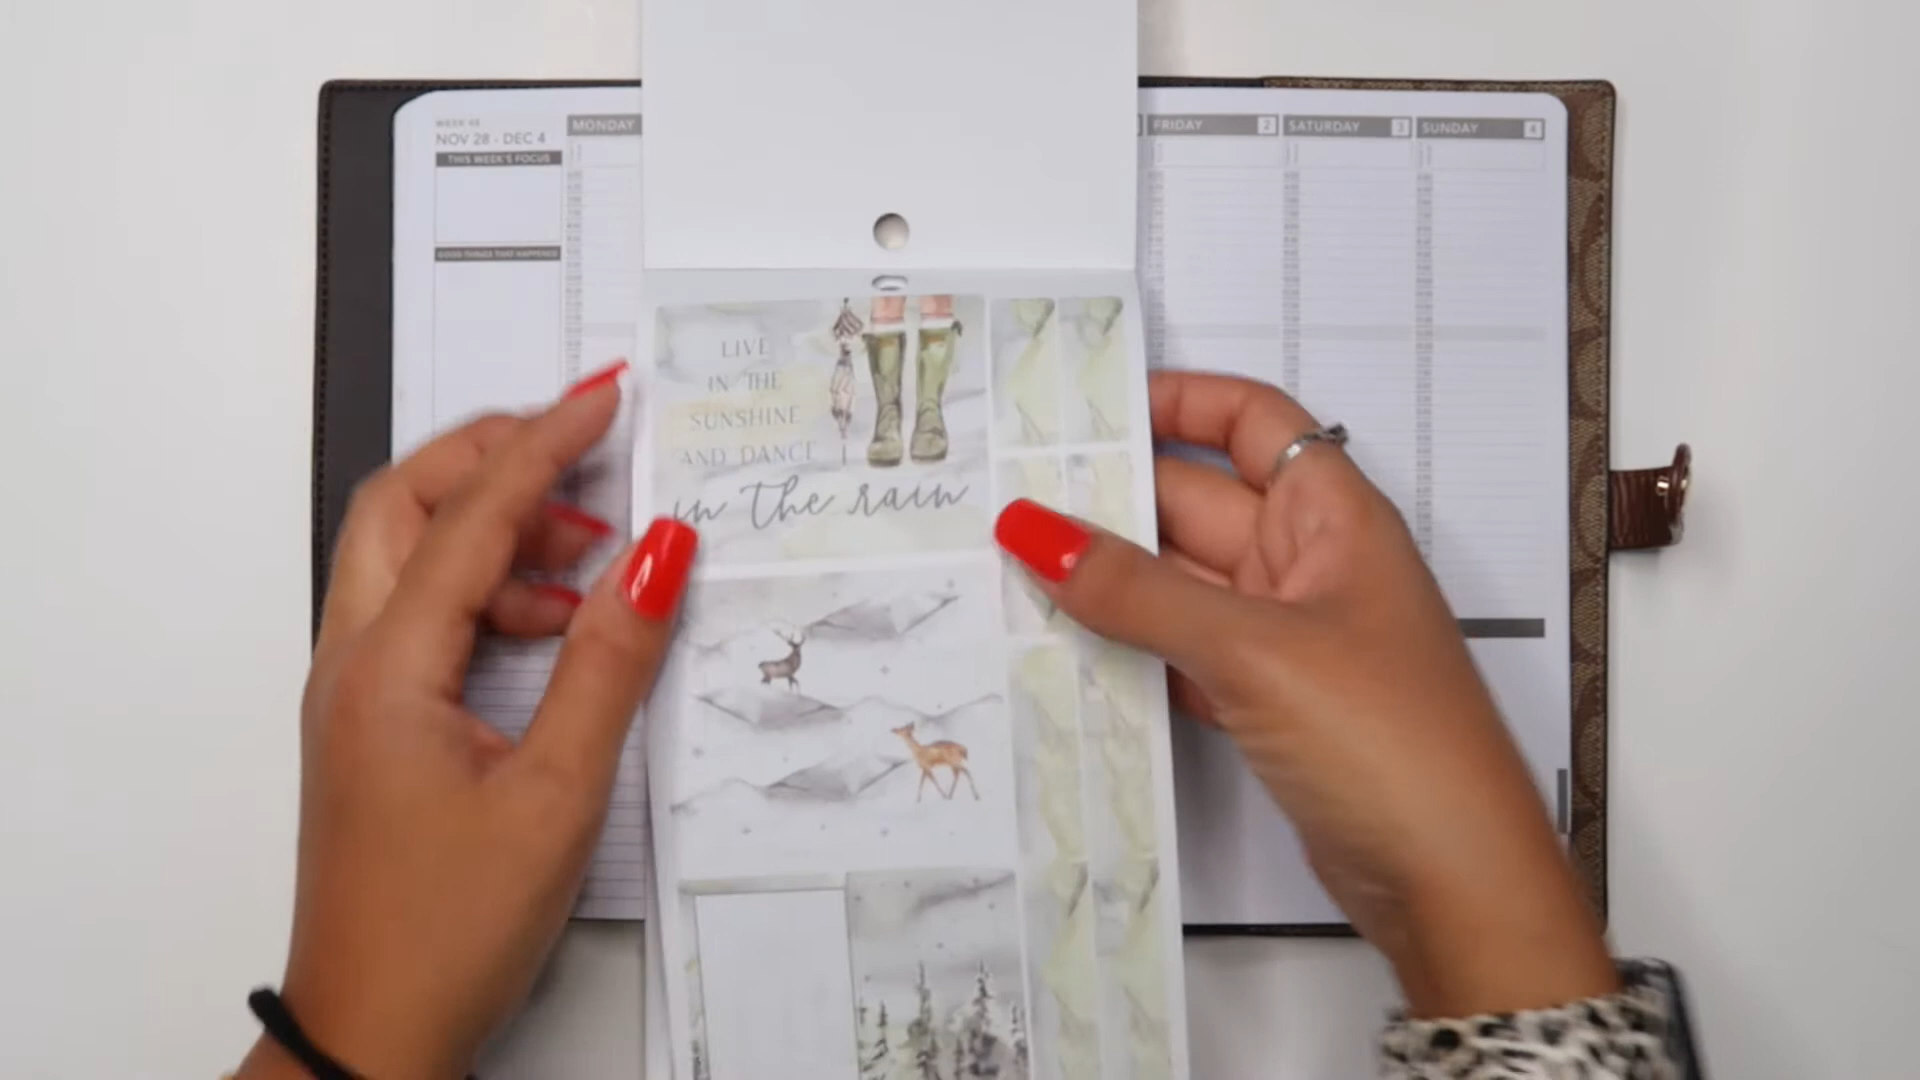 WEEK 48
NOV 28 - DEC 4
THIS WEEK'S FOCUS
GOOD THINGS THAT HAPPENED
MONDAY
FRIDAY 2
SATURDAY 3
SUNDAY 4
LIVE
IN THE
SUNSHINE
AND DANCE
in the rain